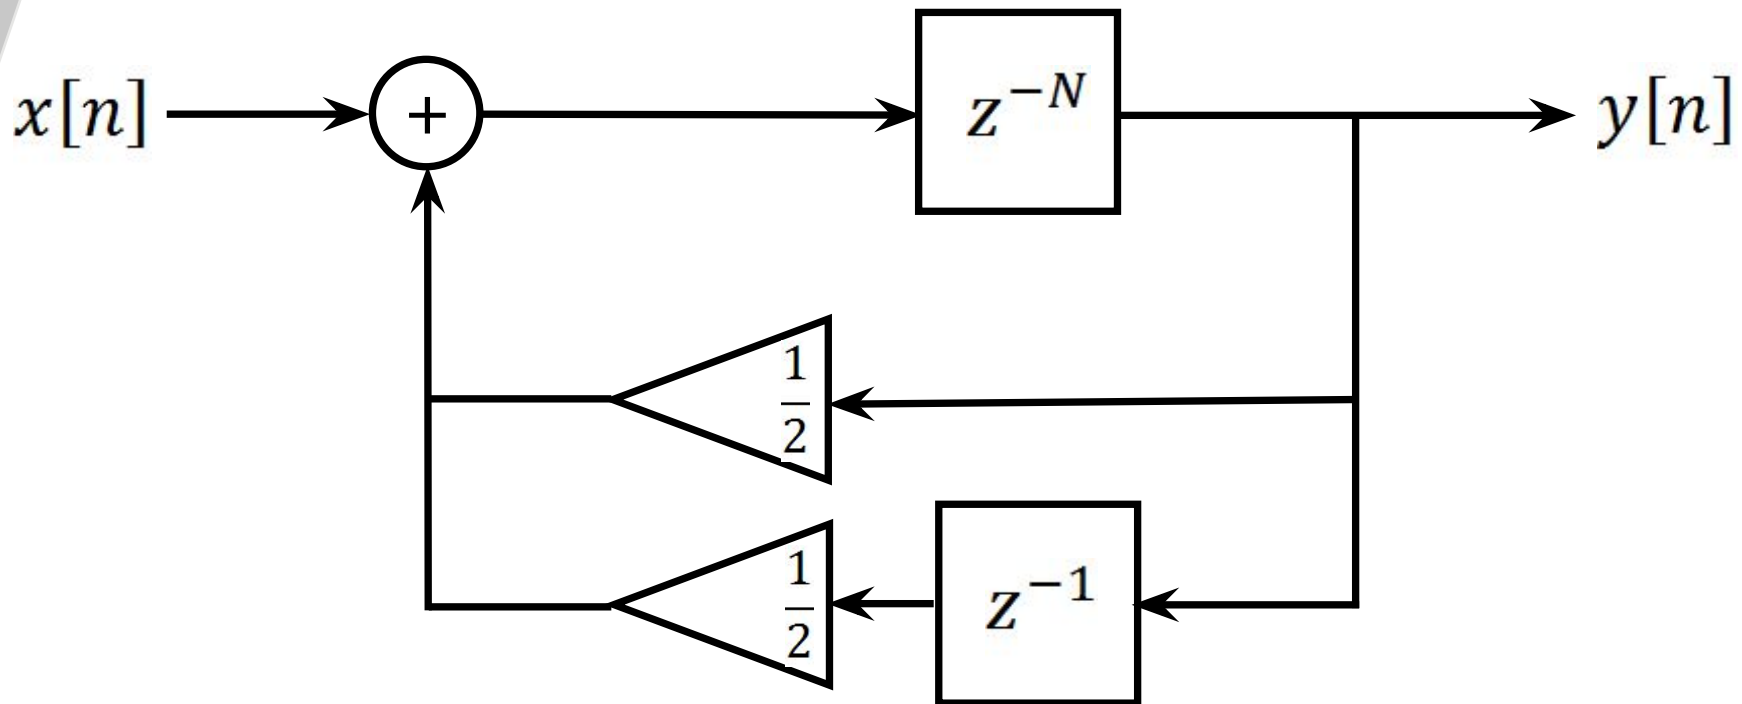 x[n]
+
z^{-N}
y[n]
1/2
1/2
z^{-1}